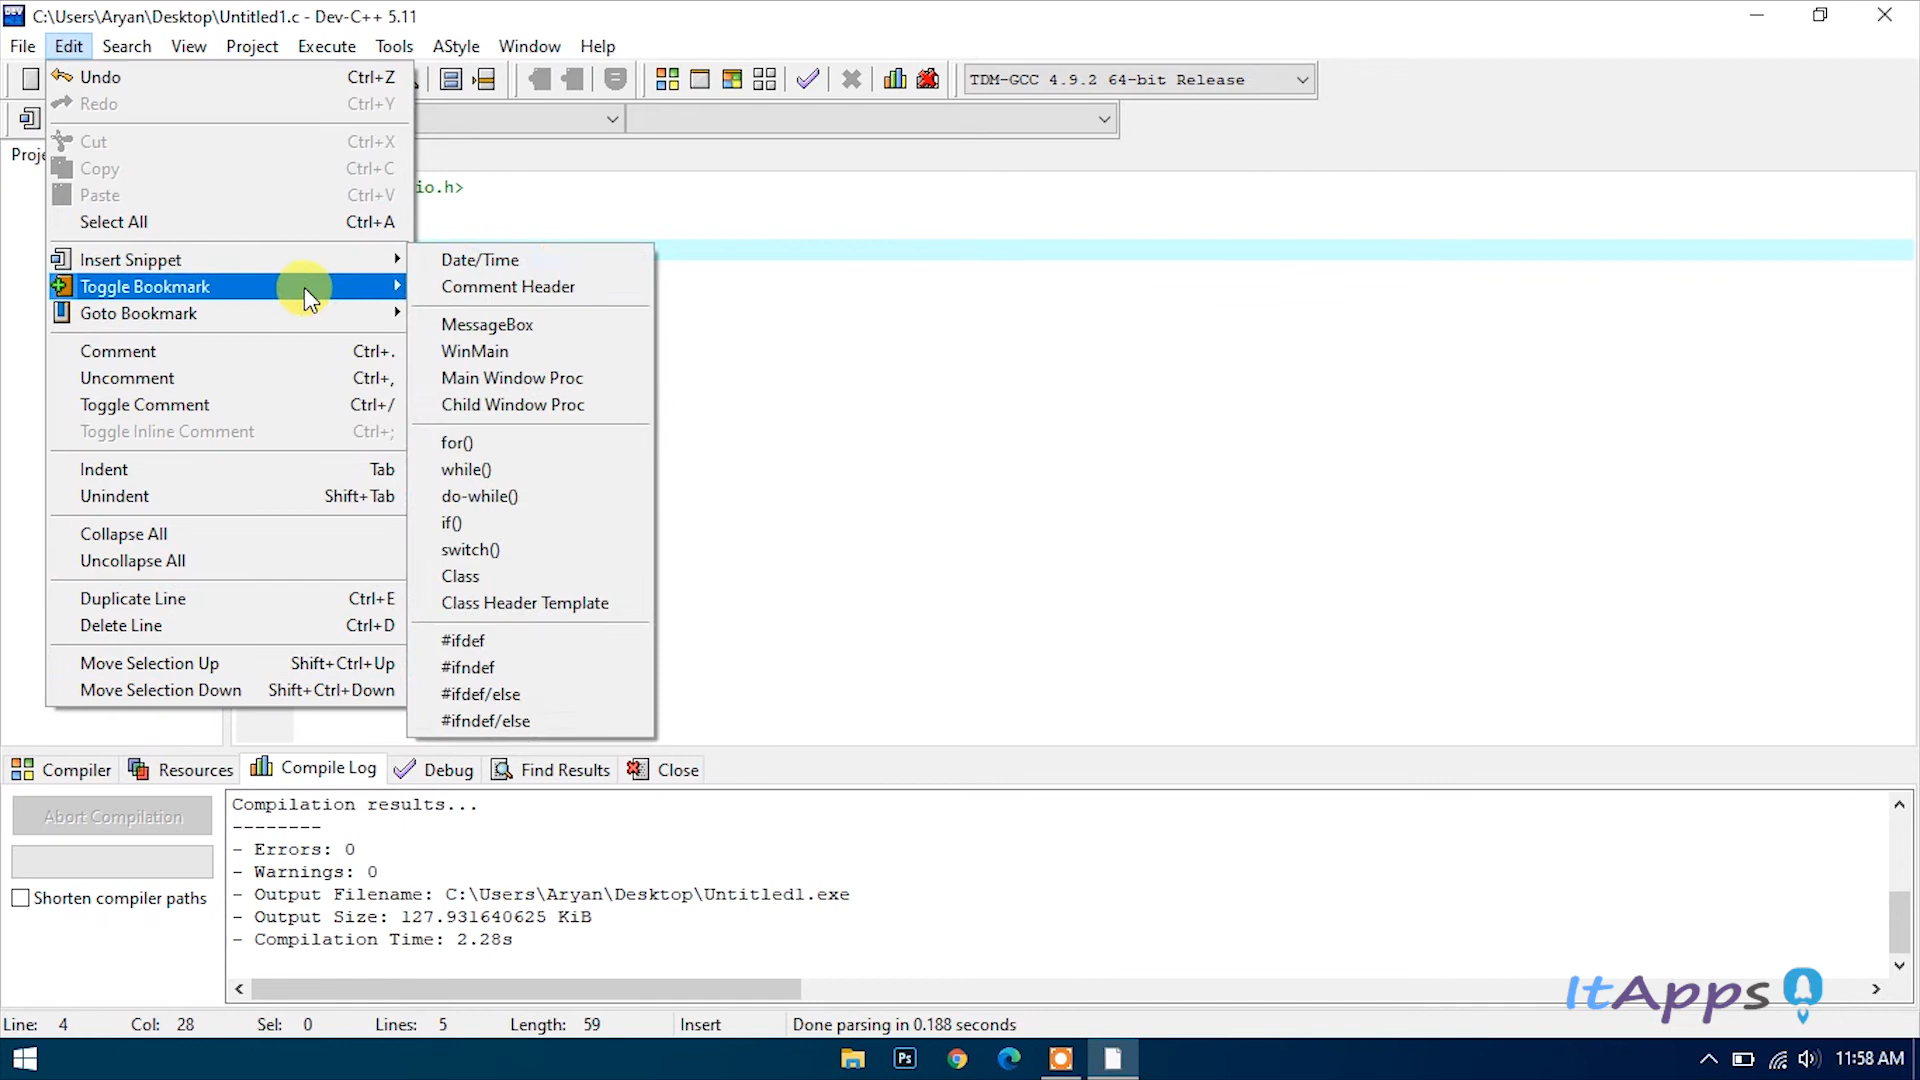 C:\Users\Aryan\Desktop\Untitled1.c - Dev-C++ 5.11
File Edit Search View Project Execute Tools AStyle Window Help
TDM-GCC 4.9.2 64-bit Release
Undo Ctrl+Z
Redo Ctrl+Y
Cut Ctrl+X
Copy Ctrl+C
Paste Ctrl+V
Select All Ctrl+A
Insert Snippet
Toggle Bookmark
Goto Bookmark
Comment Ctrl+.
Uncomment Ctrl+,
Toggle Comment Ctrl+/
Toggle Inline Comment Ctrl+;
Indent Tab
Unindent Shift+Tab
Collapse All
Uncollapse All
Duplicate Line Ctrl+E
Delete Line Ctrl+D
Move Selection Up Shift+Ctrl+Up
Move Selection Down Shift+Ctrl+Down
Proje
io.h>
Date/Time
Comment Header
MessageBox
WinMain
Main Window Proc
Child Window Proc
for()
while()
do-while()
if()
switch()
Class
Class Header Template
#ifdef
#ifndef
#ifdef/else
#ifndef/else
Compiler Resources Compile Log Debug Find Results Close
Abort Compilation
Shorten compiler paths
Compilation results...
--------
- Errors: 0
- Warnings: 0
- Output Filename: C:\Users\Aryan\Desktop\Untitled1.exe
- Output Size: 127.931640625 KiB
- Compilation Time: 2.28s
ItApps
Line: 4 Col: 28 Sel: 0 Lines: 5 Length: 59 Insert Done parsing in 0.188 seconds
Ps
11:58 AM